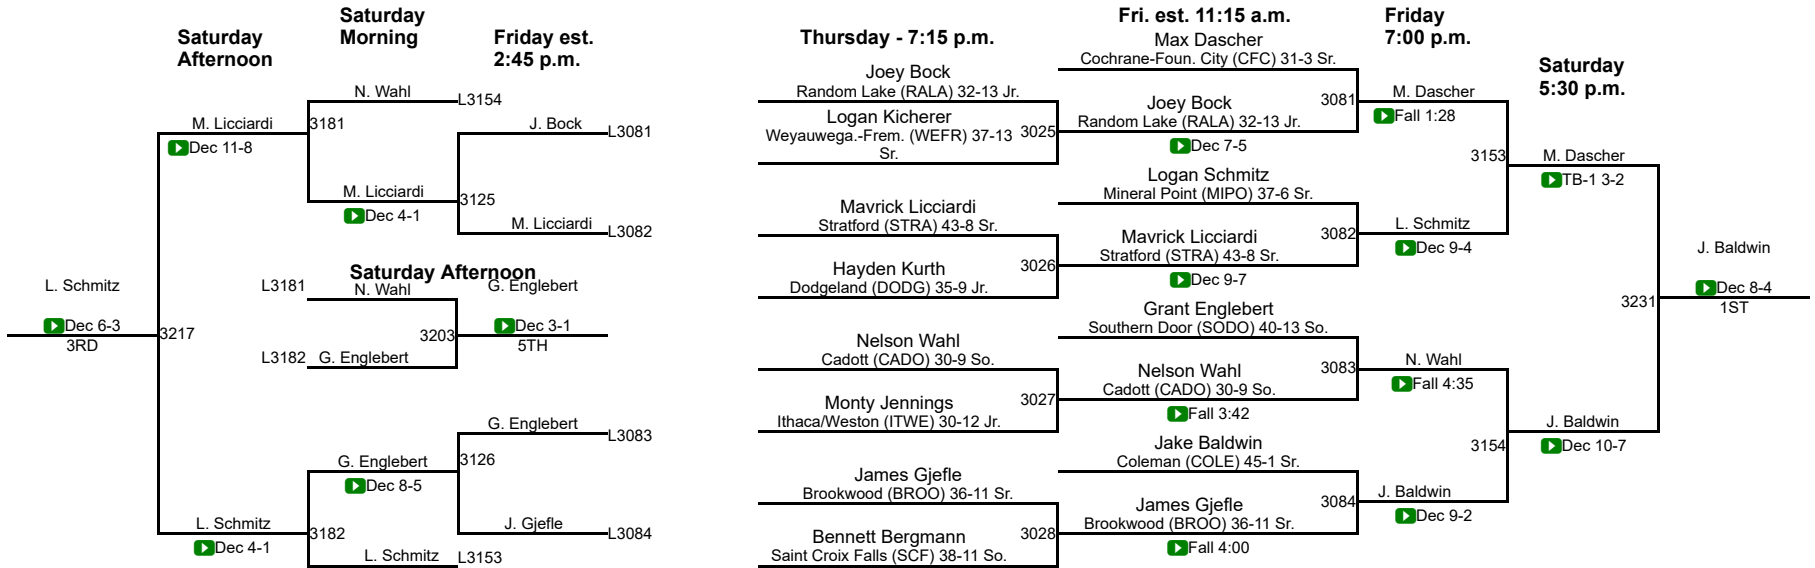 Saturday
Afternoon
Saturday
Morning
Friday est.
2:45 p.m.
N. Wahl
L3154
M. Licciardi
3181
Dec 11-8
J. Bock
L3081
M. Licciardi
3125
Dec 4-1
M. Licciardi
L3082
L. Schmitz
Dec 6-3
3RD
3217
Saturday Afternoon
L3181
N. Wahl
G. Englebert
3203
Dec 3-1
5TH
L3182
G. Englebert
G. Englebert
L3083
G. Englebert
3126
Dec 8-5
L. Schmitz
3182
Dec 4-1
J. Gjefle
L3084
L. Schmitz
L3153
Thursday - 7:15 p.m.
Joey Bock
Random Lake (RALA) 32-13 Jr.
Logan Kicherer
Weyauwega.-Frem. (WEFR) 37-13
Sr.
3025
Mavrick Licciardi
Stratford (STRA) 43-8 Sr.
3026
Hayden Kurth
Dodgeland (DODG) 35-9 Jr.
Nelson Wahl
Cadott (CADO) 30-9 So.
3027
Monty Jennings
Ithaca/Weston (ITWE) 30-12 Jr.
James Gjefle
Brookwood (BROO) 36-11 Sr.
3028
Bennett Bergmann
Saint Croix Falls (SCF) 38-11 So.
Fri. est. 11:15 a.m.
Max Dascher
Cochrane-Foun. City (CFC) 31-3 Sr.
3081
Joey Bock
Random Lake (RALA) 32-13 Jr.
Dec 7-5
Logan Schmitz
Mineral Point (MIPO) 37-6 Sr.
3082
Mavrick Licciardi
Stratford (STRA) 43-8 Sr.
Dec 9-7
Grant Englebert
Southern Door (SODO) 40-13 So.
3083
Nelson Wahl
Cadott (CADO) 30-9 So.
Fall 3:42
Jake Baldwin
Coleman (COLE) 45-1 Sr.
3084
James Gjefle
Brookwood (BROO) 36-11 Sr.
Fall 4:00
Friday
7:00 p.m.
M. Dascher
Fall 1:28
3153
L. Schmitz
Dec 9-4
N. Wahl
Fall 4:35
3154
J. Baldwin
Dec 9-2
Saturday
5:30 p.m.
M. Dascher
TB-1 3-2
3231
J. Baldwin
Dec 10-7
J. Baldwin
Dec 8-4
1ST